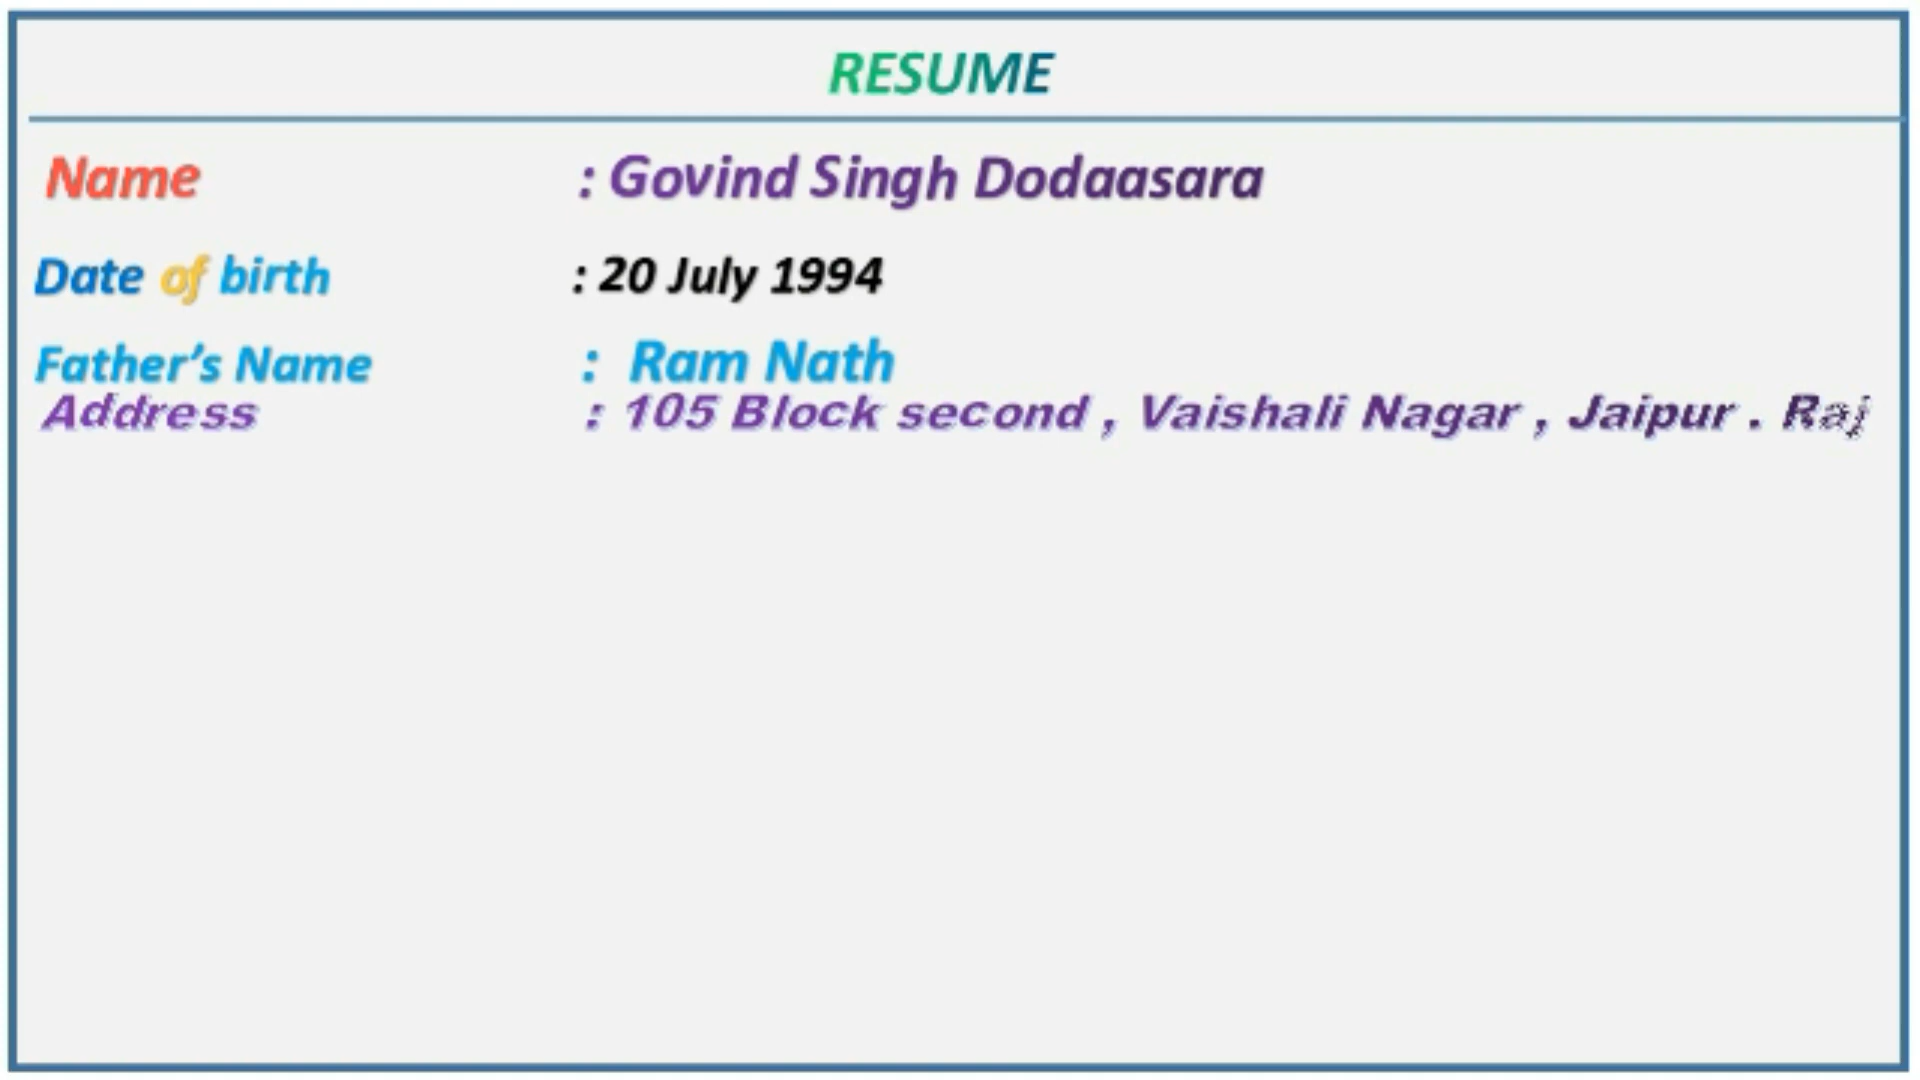 RESUME
Name : Govind Singh Dodaasara
Date of birth : 20 July 1994
Father’s Name : Ram Nath
Address : 105 Block second , Vaishali Nagar , Jaipur . Raj